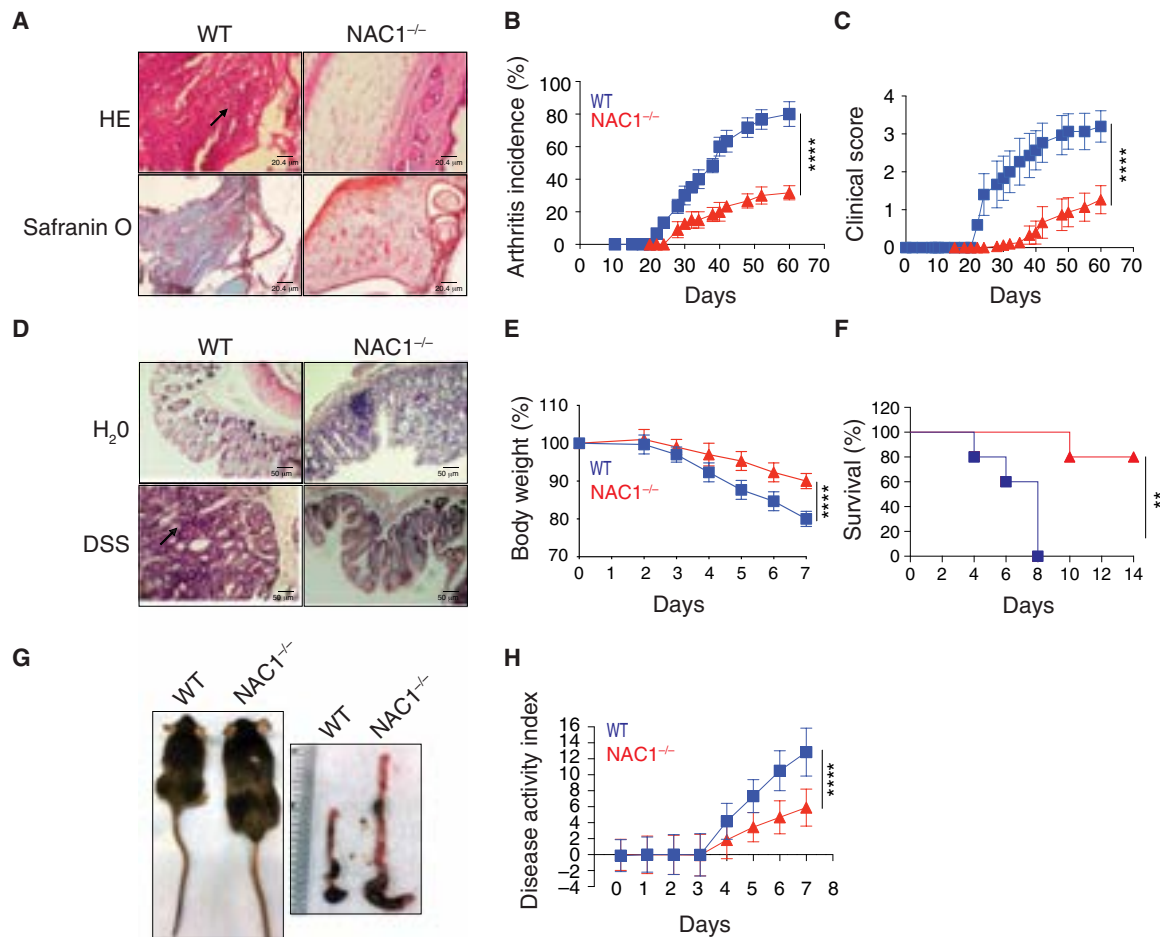 A
WT
NAC1⁻/⁻
HE
20.4 µm
20.4 µm
Safranin O
20.4 µm
20.4 µm
B
Arthritis incidence (%)
100
80
60
40
20
0
WT
NAC1⁻/⁻
****
0 10 20 30 40 50 60 70
Days
C
Clinical score
4
3
2
1
0
****
0 10 20 30 40 50 60 70
Days
D
WT
NAC1⁻/⁻
H₂0
50 µm
50 µm
DSS
50 µm
50 µm
E
Body weight (%)
110
100
90
80
70
WT
NAC1⁻/⁻
****
0 1 2 3 4 5 6 7
Days
F
Survival (%)
120
100
80
60
40
20
0
**
0 2 4 6 8 10 12 14
Days
G
WT
NAC1⁻/⁻
WT
NAC1⁻/⁻
H
Disease activity index
16
14
12
10
8
6
4
2
0
−2
−4
WT
NAC1⁻/⁻
****
0 1 2 3 4 5 6 7 8
Days